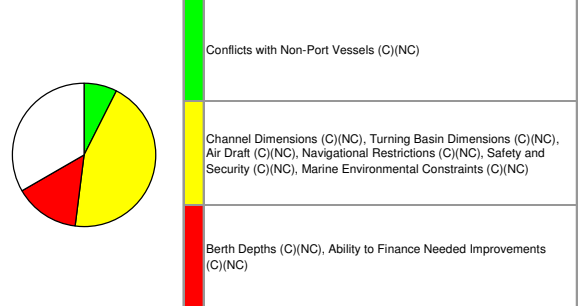 Conflicts with Non-Port Vessels (C)(NC)
Channel Dimensions (C)(NC), Turning Basin Dimensions (C)(NC),
Air Draft (C)(NC), Navigational Restrictions (C)(NC), Safety and
Security (C)(NC), Marine Environmental Constraints (C)(NC)
Berth Depths (C)(NC), Ability to Finance Needed Improvements
(C)(NC)